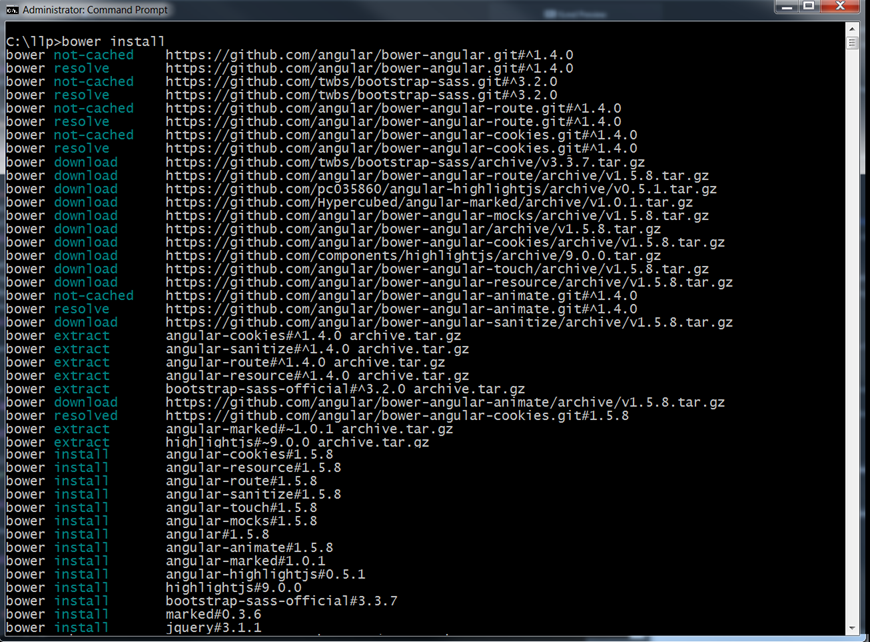 Administrator: Command Prompt
C:\llp>bower install
bower not-cached    https://github.com/angular/bower-angular.git#^1.4.0
bower resolve       https://github.com/angular/bower-angular.git#^1.4.0
bower not-cached    https://github.com/twbs/bootstrap-sass.git#^3.2.0
bower resolve       https://github.com/twbs/bootstrap-sass.git#^3.2.0
bower not-cached    https://github.com/angular/bower-angular-route.git#^1.4.0
bower resolve       https://github.com/angular/bower-angular-route.git#^1.4.0
bower not-cached    https://github.com/angular/bower-angular-cookies.git#^1.4.0
bower resolve       https://github.com/angular/bower-angular-cookies.git#^1.4.0
bower download      https://github.com/twbs/bootstrap-sass/archive/v3.3.7.tar.gz
bower download      https://github.com/angular/bower-angular-route/archive/v1.5.8.tar.gz
bower download      https://github.com/pc035860/angular-highlightjs/archive/v0.5.1.tar.gz
bower download      https://github.com/Hypercubed/angular-marked/archive/v1.0.1.tar.gz
bower download      https://github.com/angular/bower-angular-mocks/archive/v1.5.8.tar.gz
bower download      https://github.com/angular/bower-angular/archive/v1.5.8.tar.gz
bower download      https://github.com/angular/bower-angular-cookies/archive/v1.5.8.tar.gz
bower download      https://github.com/components/highlightjs/archive/9.0.0.tar.gz
bower download      https://github.com/angular/bower-angular-touch/archive/v1.5.8.tar.gz
bower download      https://github.com/angular/bower-angular-resource/archive/v1.5.8.tar.gz
bower not-cached    https://github.com/angular/bower-angular-animate.git#^1.4.0
bower resolve       https://github.com/angular/bower-angular-animate.git#^1.4.0
bower download      https://github.com/angular/bower-angular-sanitize/archive/v1.5.8.tar.gz
bower extract       angular-cookies#^1.4.0 archive.tar.gz
bower extract       angular-sanitize#^1.4.0 archive.tar.gz
bower extract       angular-route#^1.4.0 archive.tar.gz
bower extract       angular-resource#^1.4.0 archive.tar.gz
bower extract       bootstrap-sass-official#^3.2.0 archive.tar.gz
bower download      https://github.com/angular/bower-angular-animate/archive/v1.5.8.tar.gz
bower resolved      https://github.com/angular/bower-angular-cookies.git#1.5.8
bower extract       angular-marked#~1.0.1 archive.tar.gz
bower extract       highlightjs#~9.0.0 archive.tar.gz
bower install       angular-cookies#1.5.8
bower install       angular-resource#1.5.8
bower install       angular-route#1.5.8
bower install       angular-sanitize#1.5.8
bower install       angular-touch#1.5.8
bower install       angular-mocks#1.5.8
bower install       angular#1.5.8
bower install       angular-animate#1.5.8
bower install       angular-marked#1.0.1
bower install       angular-highlightjs#0.5.1
bower install       highlightjs#9.0.0
bower install       bootstrap-sass-official#3.3.7
bower install       marked#0.3.6
bower install       jquery#3.1.1